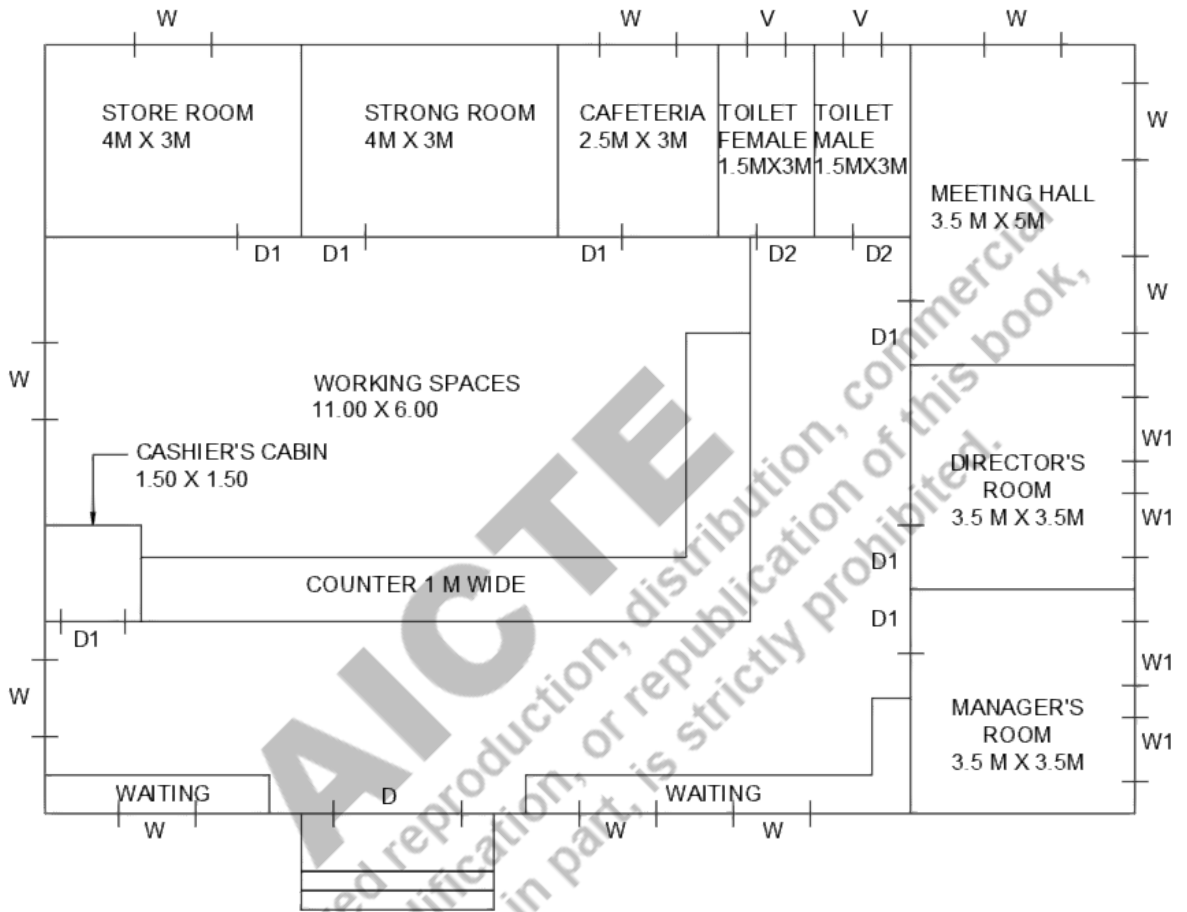 W
W
V
V
W
STORE ROOM
4M X 3M
STRONG ROOM
4M X 3M
CAFETERIA
2.5M X 3M
TOILET
FEMALE
1.5MX3M
TOILET
MALE
1.5MX3M
W
MEETING HALL
3.5 M X 5M
D1
D1
D1
D2
D2
W
D1
W
WORKING SPACES
11.00 X 6.00
CASHIER'S CABIN
1.50 X 1.50
W1
DIRECTOR'S
ROOM
3.5 M X 3.5M
W1
D1
COUNTER 1 M WIDE
D1
D1
W
W1
MANAGER'S
ROOM
3.5 M X 3.5M
W1
WAITING
D
WAITING
W
W
W
AICTE
reproduction, distribution, commercial
or republication of this book,
in part, is strictly prohibited.